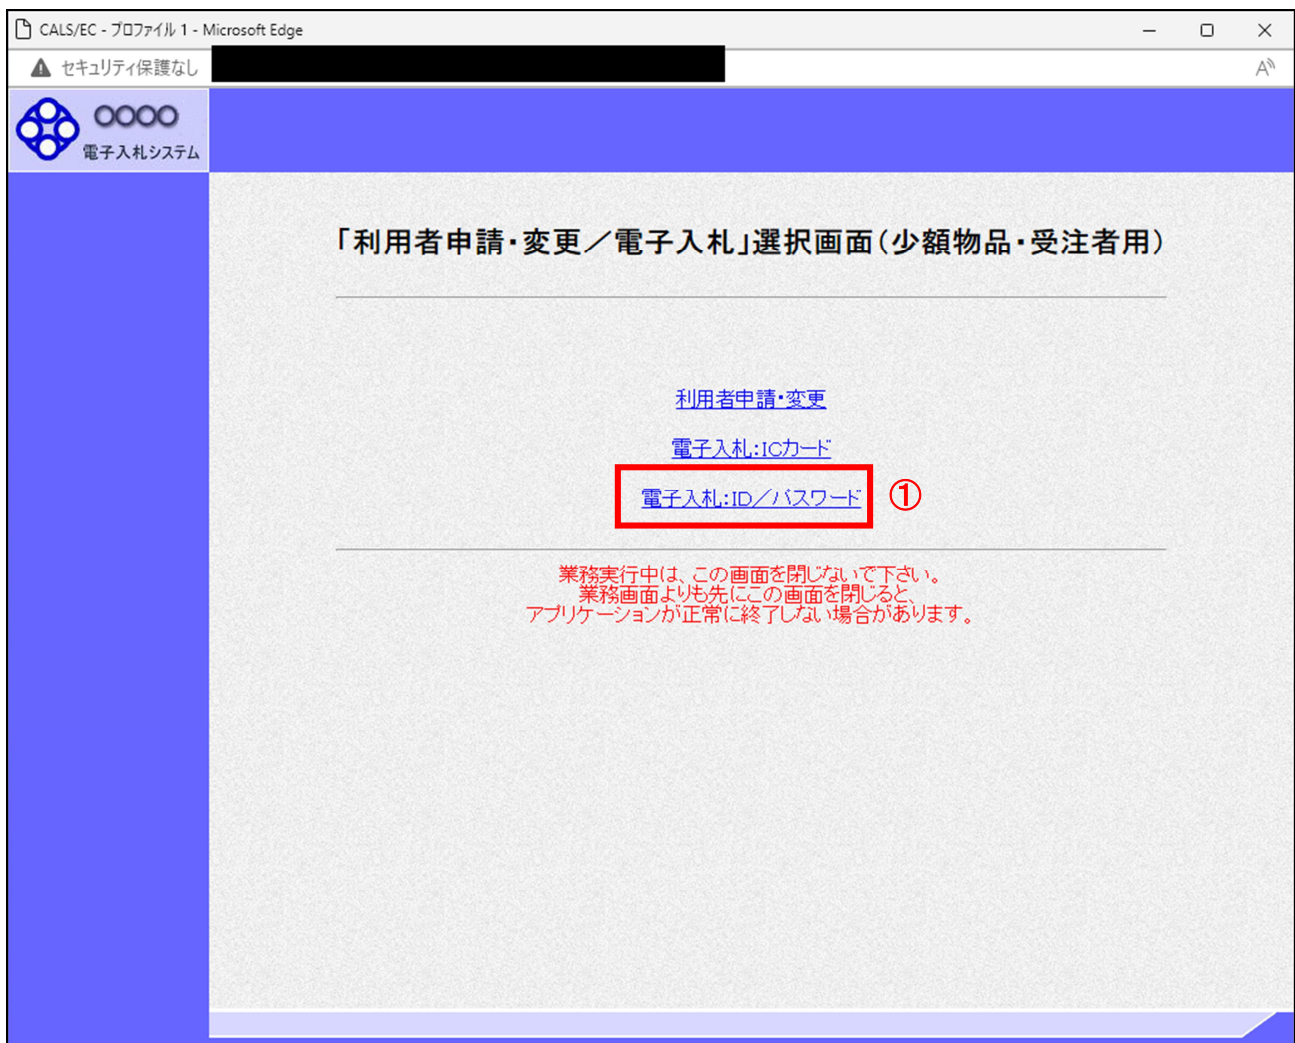 CALS/EC - プロファイル 1 - Microsoft Edge
セキュリティ保護なし
A
○○○○
電子入札システム
「利用者申請・変更／電子入札」選択画面（少額物品・受注者用）
利用者申請・変更
電子入札：ICカード
電子入札：ID／パスワード
①
業務実行中は、この画面を閉じないで下さい。
業務画面よりも先にこの画面を閉じると、
アプリケーションが正常に終了しない場合があります。